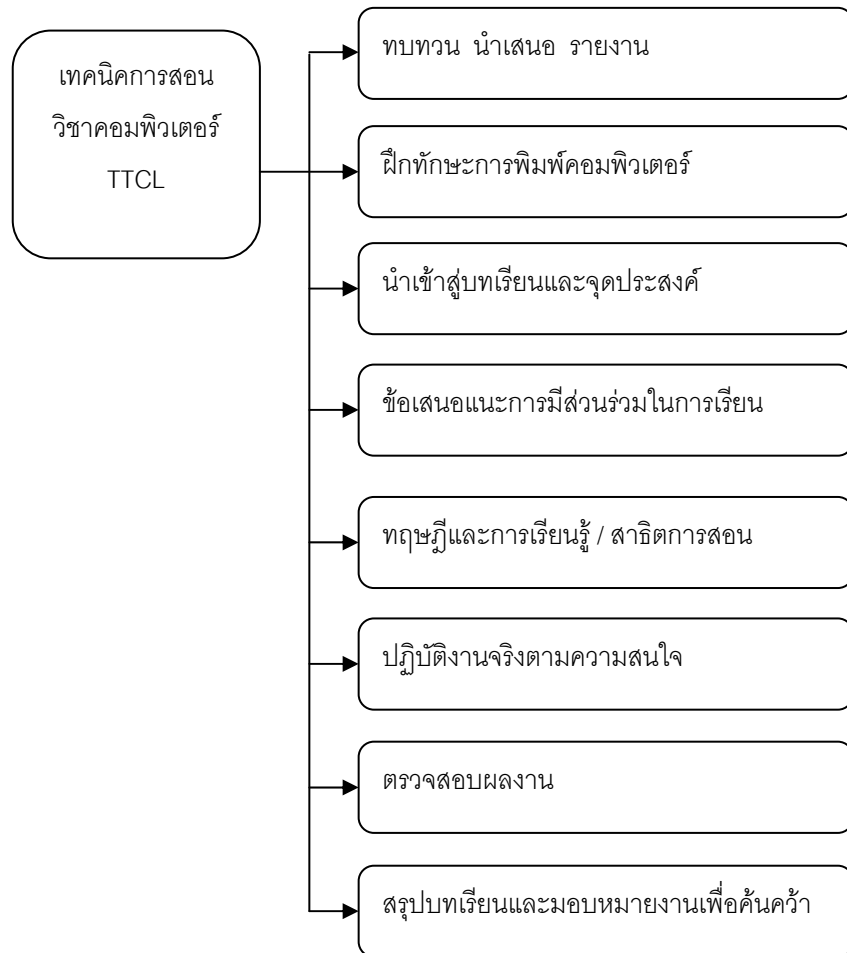 เทคนิคการสอน
วิชาคอมพิวเตอร์
TTCL
ทบทวน นำเสนอ รายงาน
ฝึกทักษะการพิมพ์คอมพิวเตอร์
นำเข้าสู่บทเรียนและจุดประสงค์
ข้อเสนอแนะการมีส่วนร่วมในการเรียน
ทฤษฎีและการเรียนรู้ / สาธิตการสอน
ปฏิบัติงานจริงตามความสนใจ
ตรวจสอบผลงาน
สรุปบทเรียนและมอบหมายงานเพื่อค้นคว้า